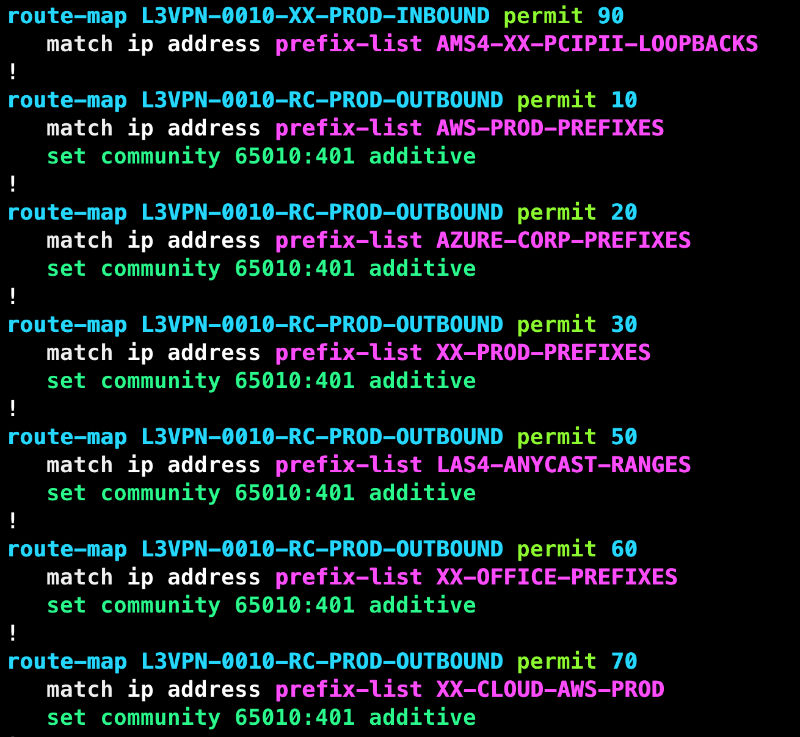 route-map L3VPN-0010-XX-PROD-INBOUND permit 90
match ip address prefix-list AMS4-XX-PCIPII-LOOPBACKS
!
route-map L3VPN-0010-RC-PROD-OUTBOUND permit 10
match ip address prefix-list AWS-PROD-PREFIXES
set community 65010:401 additive
!
route-map L3VPN-0010-RC-PROD-OUTBOUND permit 20
match ip address prefix-list AZURE-CORP-PREFIXES
set community 65010:401 additive
!
route-map L3VPN-0010-RC-PROD-OUTBOUND permit 30
match ip address prefix-list XX-PROD-PREFIXES
set community 65010:401 additive
!
route-map L3VPN-0010-RC-PROD-OUTBOUND permit 50
match ip address prefix-list LAS4-ANYCAST-RANGES
set community 65010:401 additive
!
route-map L3VPN-0010-RC-PROD-OUTBOUND permit 60
match ip address prefix-list XX-OFFICE-PREFIXES
set community 65010:401 additive
!
route-map L3VPN-0010-RC-PROD-OUTBOUND permit 70
match ip address prefix-list XX-CLOUD-AWS-PROD
set community 65010:401 additive